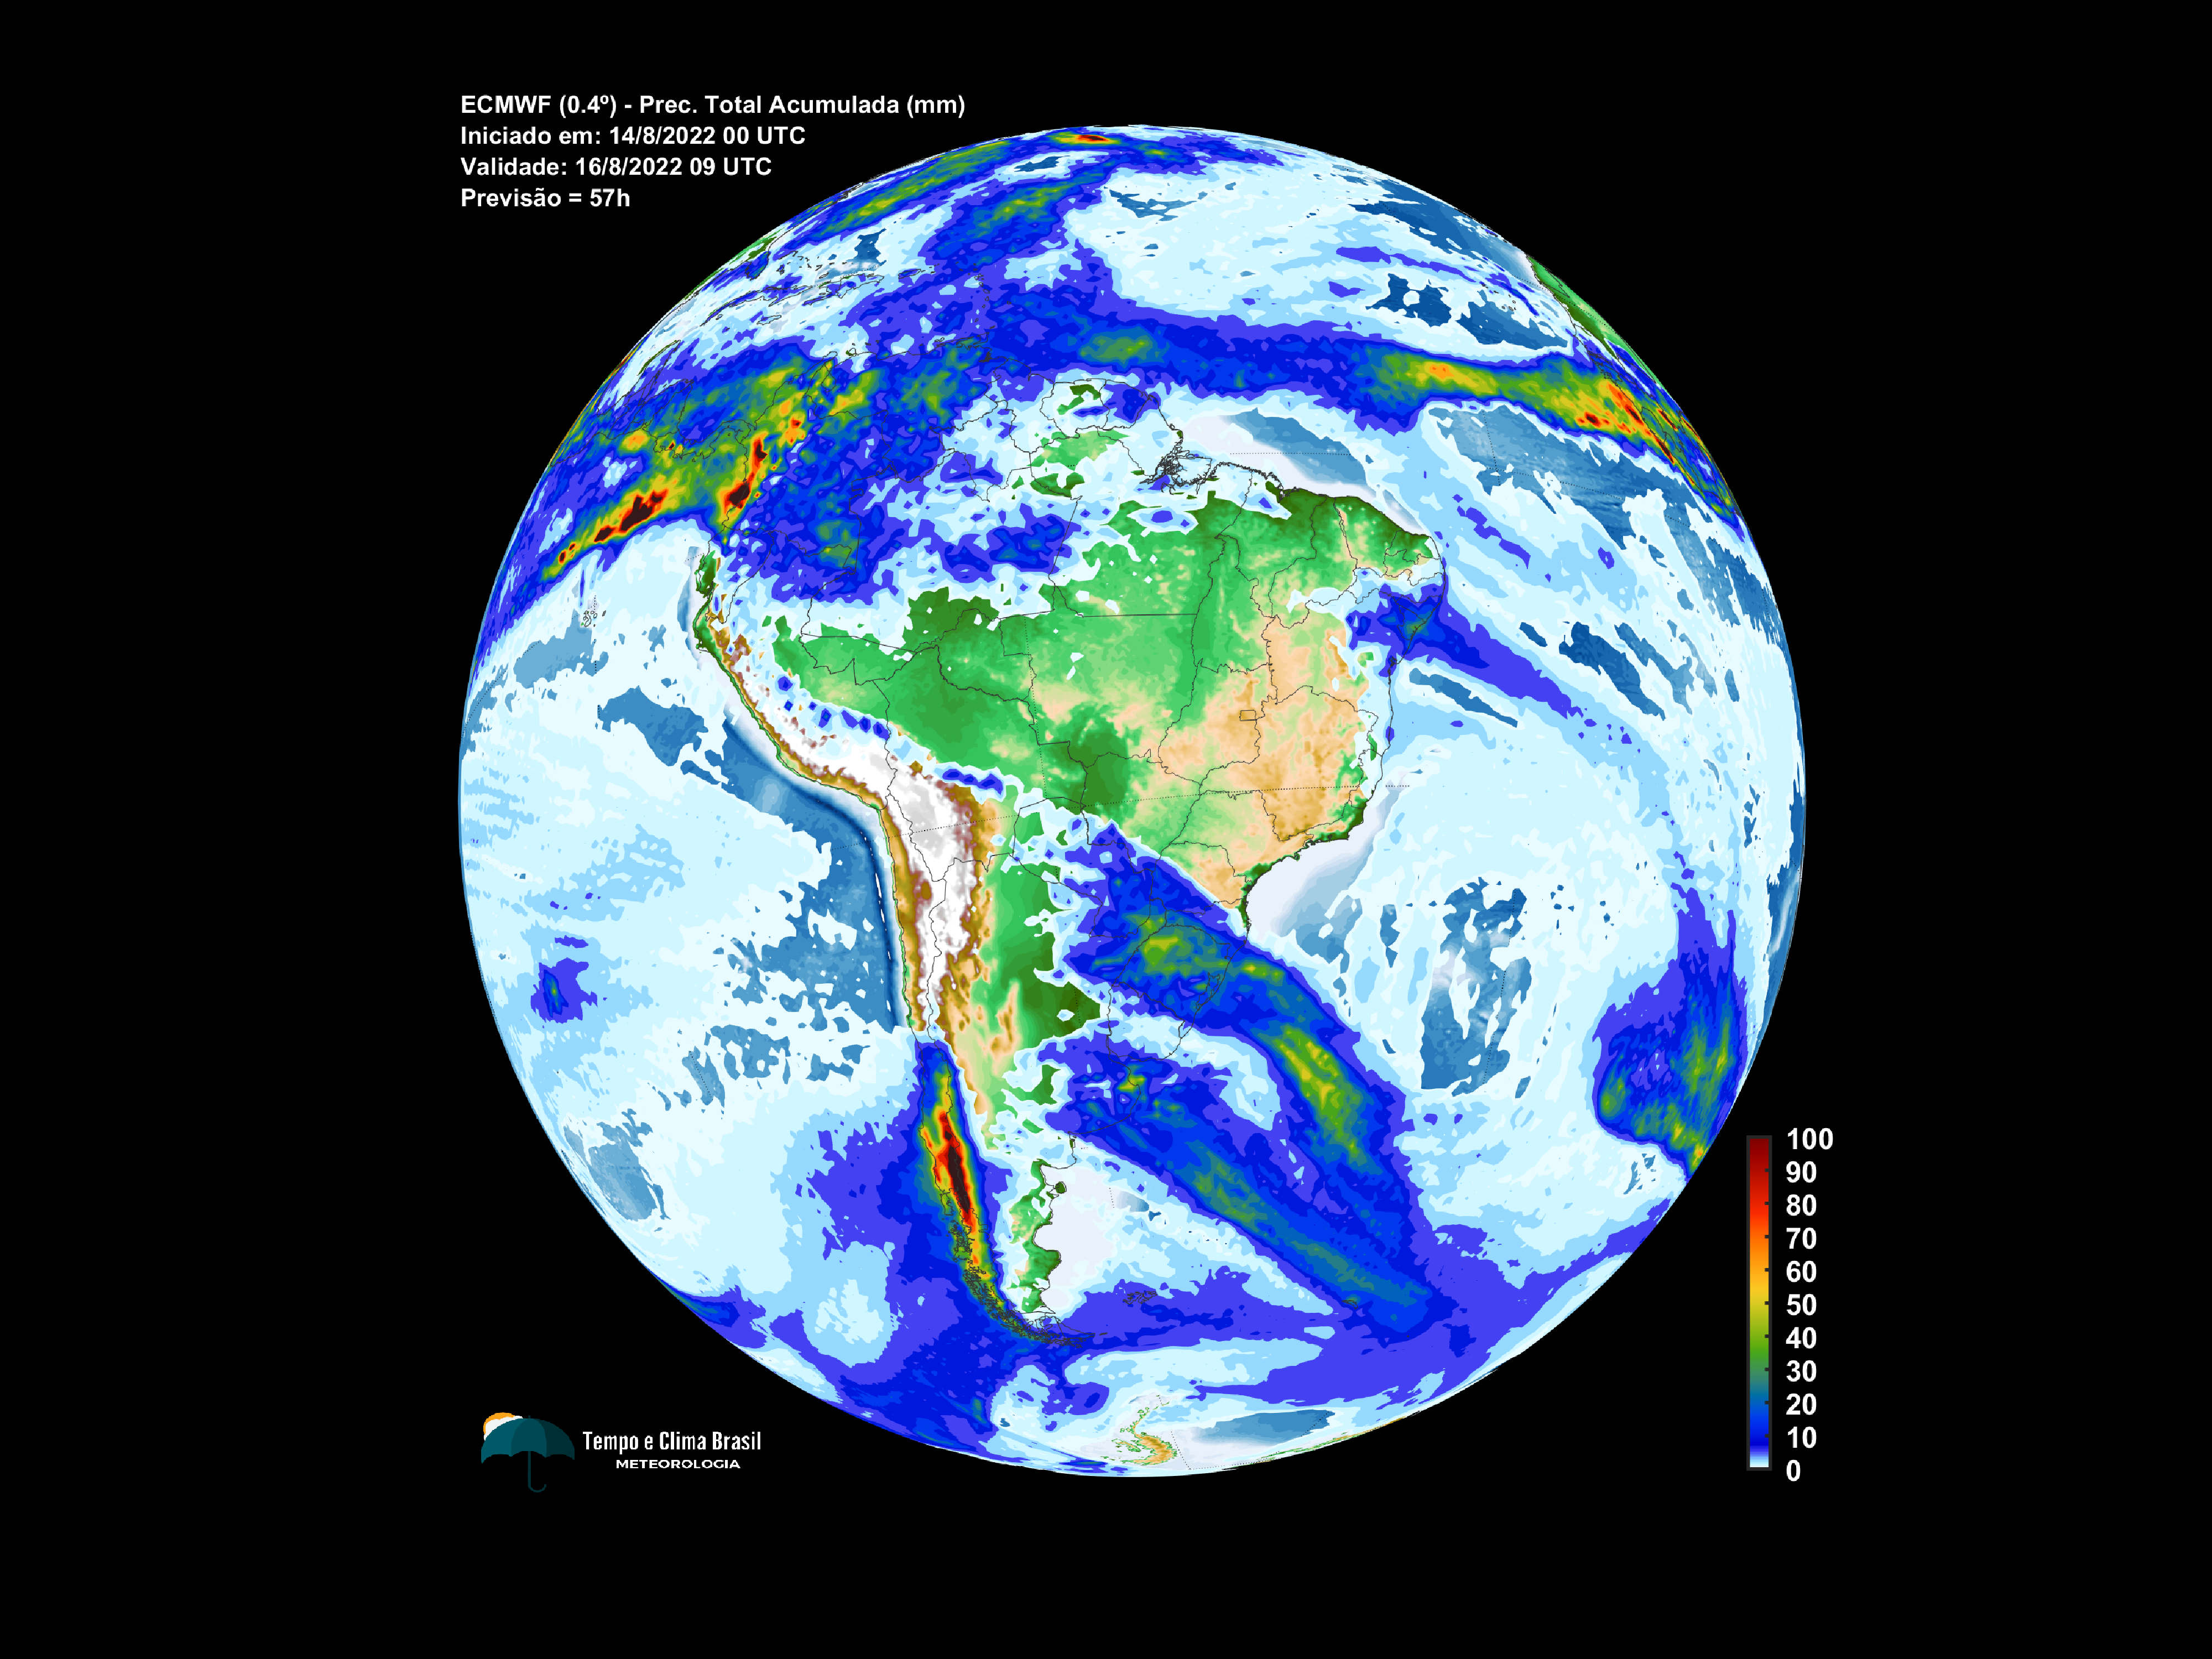 ECMWF (0.4º) - Prec. Total Acumulada (mm)
Iniciado em: 14/8/2022 00 UTC
Validade: 16/8/2022 09 UTC
Previsão = 57h
100
90
80
70
60
50
40
30
20
10
0
Tempo e Clima Brasil
METEOROLOGIA